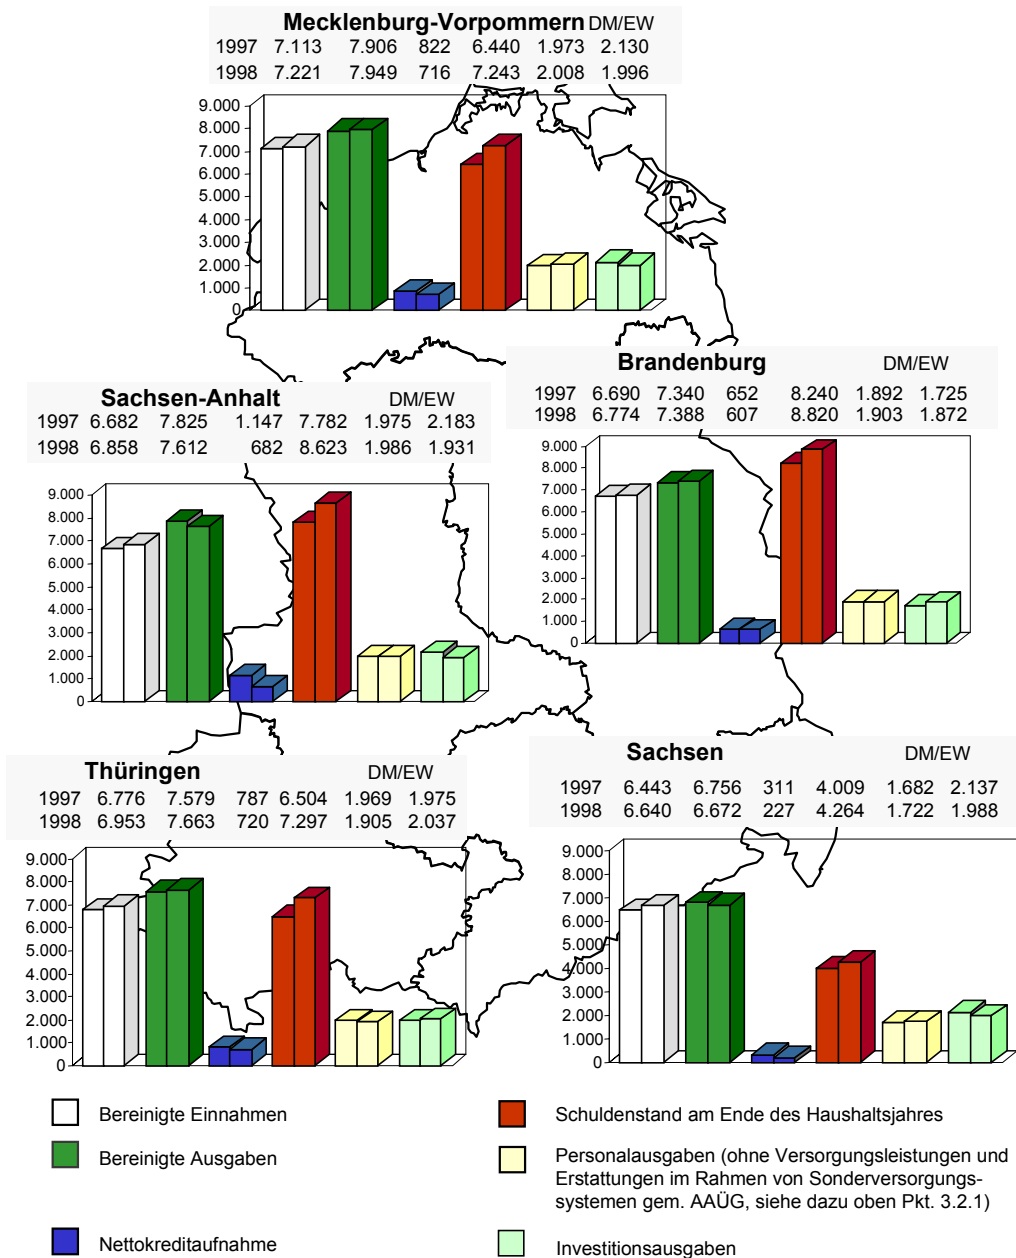 Mecklenburg-Vorpommern DM/EW
1997 7.113 7.906 822 6.440 1.973 2.130
1998 7.221 7.949 716 7.243 2.008 1.996
9.000
8.000
7.000
6.000
5.000
4.000
3.000
2.000
1.000
0
Brandenburg DM/EW
1997 6.690 7.340 652 8.240 1.892 1.725
1998 6.774 7.388 607 8.820 1.903 1.872
9.000
8.000
7.000
6.000
5.000
4.000
3.000
2.000
1.000
0
Sachsen-Anhalt DM/EW
1997 6.682 7.825 1.147 7.782 1.975 2.183
1998 6.858 7.612 682 8.623 1.986 1.931
9.000
8.000
7.000
6.000
5.000
4.000
3.000
2.000
1.000
0
Thüringen DM/EW
1997 6.776 7.579 787 6.504 1.969 1.975
1998 6.953 7.663 720 7.297 1.905 2.037
9.000
8.000
7.000
6.000
5.000
4.000
3.000
2.000
1.000
0
Sachsen DM/EW
1997 6.443 6.756 311 4.009 1.682 2.137
1998 6.640 6.672 227 4.264 1.722 1.988
9.000
8.000
7.000
6.000
5.000
4.000
3.000
2.000
1.000
0
Bereinigte Einnahmen
Bereinigte Ausgaben
Nettokreditaufnahme
Schuldenstand am Ende des Haushaltsjahres
Personalausgaben (ohne Versorgungsleistungen und
Erstattungen im Rahmen von Sonderversorgungs-
systemen gem. AAÜG, siehe dazu oben Pkt. 3.2.1)
Investitionsausgaben